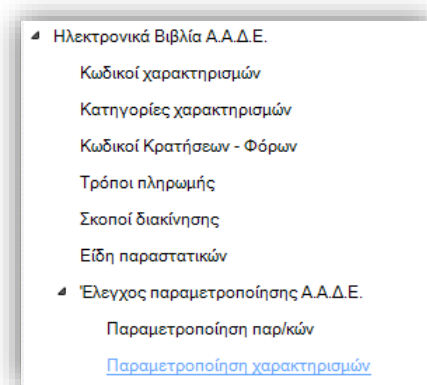 Ηλεκτρονικά Βιβλία Α.Α.Δ.Ε.
Κωδικοί χαρακτηρισμών
Κατηγορίες χαρακτηρισμών
Κωδικοί Κρατήσεων - Φόρων
Τρόποι πληρωμής
Σκοποί διακίνησης
Είδη παραστατικών
Έλεγχος παραμετροποίησης Α.Α.Δ.Ε.
Παραμετροποίηση παρ/κών
Παραμετροποίηση χαρακτηρισμών